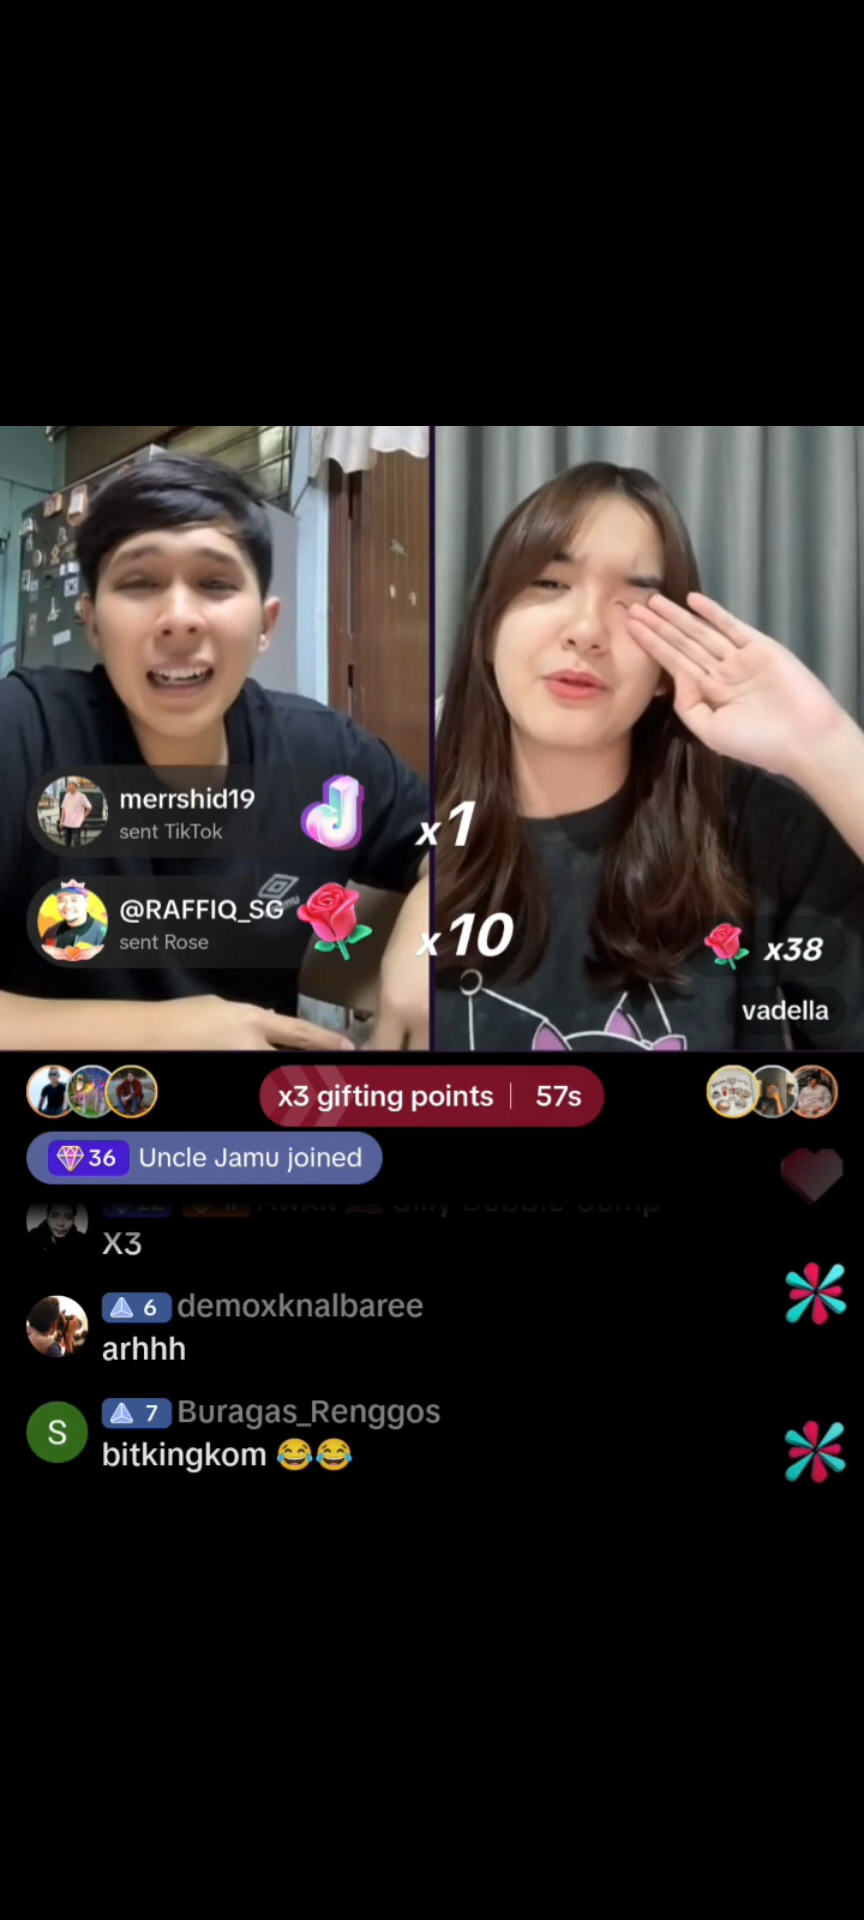 merrshid19
sent TikTok
x1
@RAFFIQ_SG
sent Rose
x10
x38
vadella
x3 gifting points | 57s
36 Uncle Jamu joined
X3
6 demoxknalbaree
arhhh
S
7 Buragas_Renggos
bitkingkom 😂😂